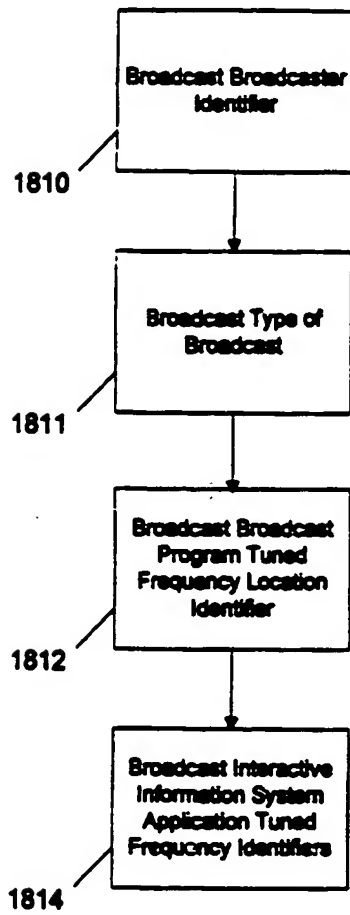 Broadcast Broadcaster
Identifier
1810
Broadcast Type of
Broadcast
1811
Broadcast Broadcast
Program Tuned
Frequency Location
Identifier
1812
Broadcast Interactive
Information System
Application Tuned
Frequency Identifiers
1814